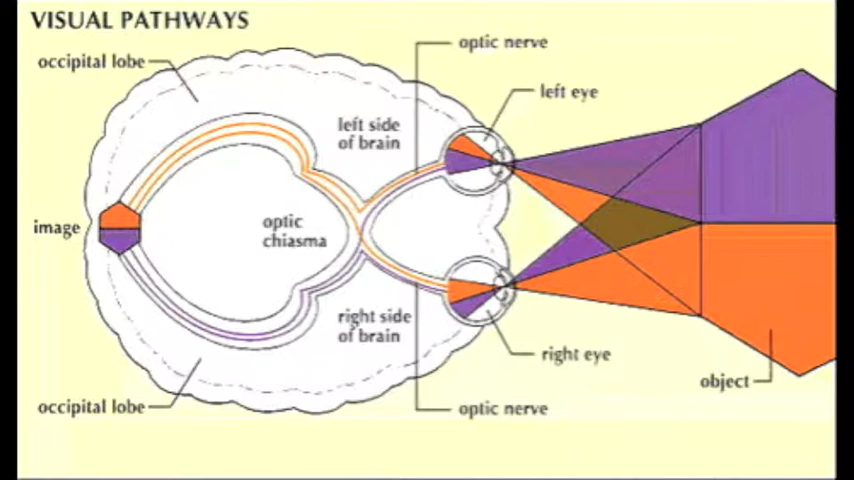 VISUAL PATHWAYS
occipital lobe
optic nerve
left eye
left side
of brain
image
optic
chiasma
right side
of brain
right eye
object
occipital lobe
optic nerve